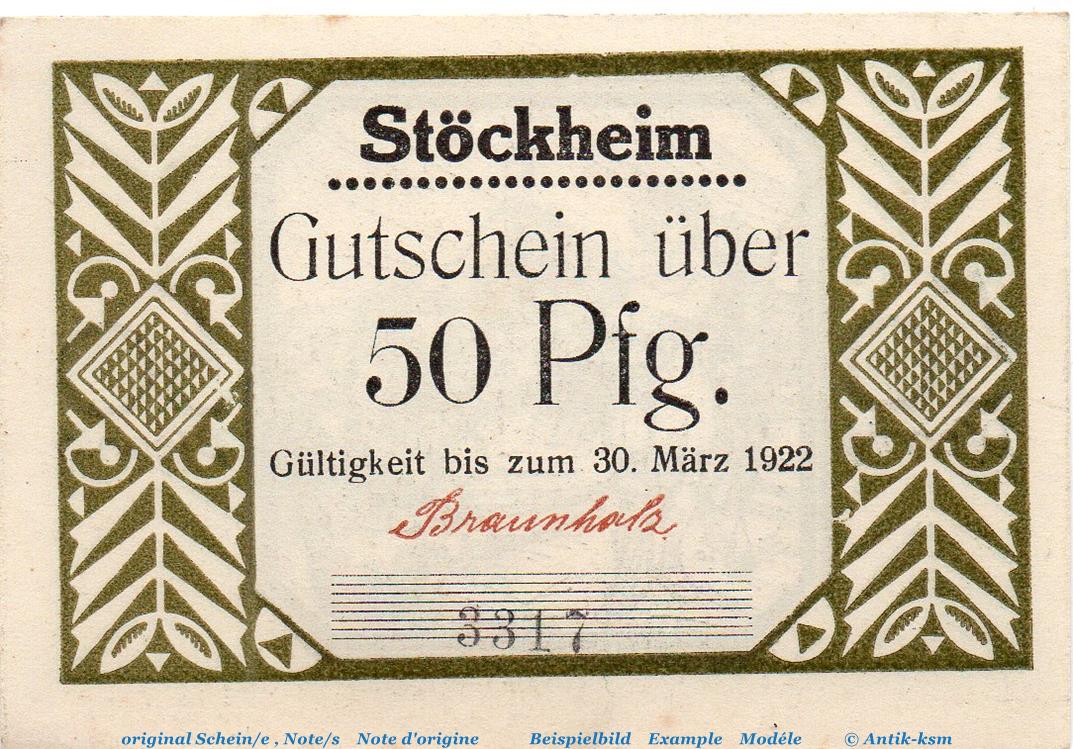 Stöckheim
Gutschein über
50 Pfg.
Gültigkeit bis zum 30. März 1922
Braunholz
3317
original Schein/e , Note/s Note d'origine Beispielbild Example Modéle © Antik-ksm